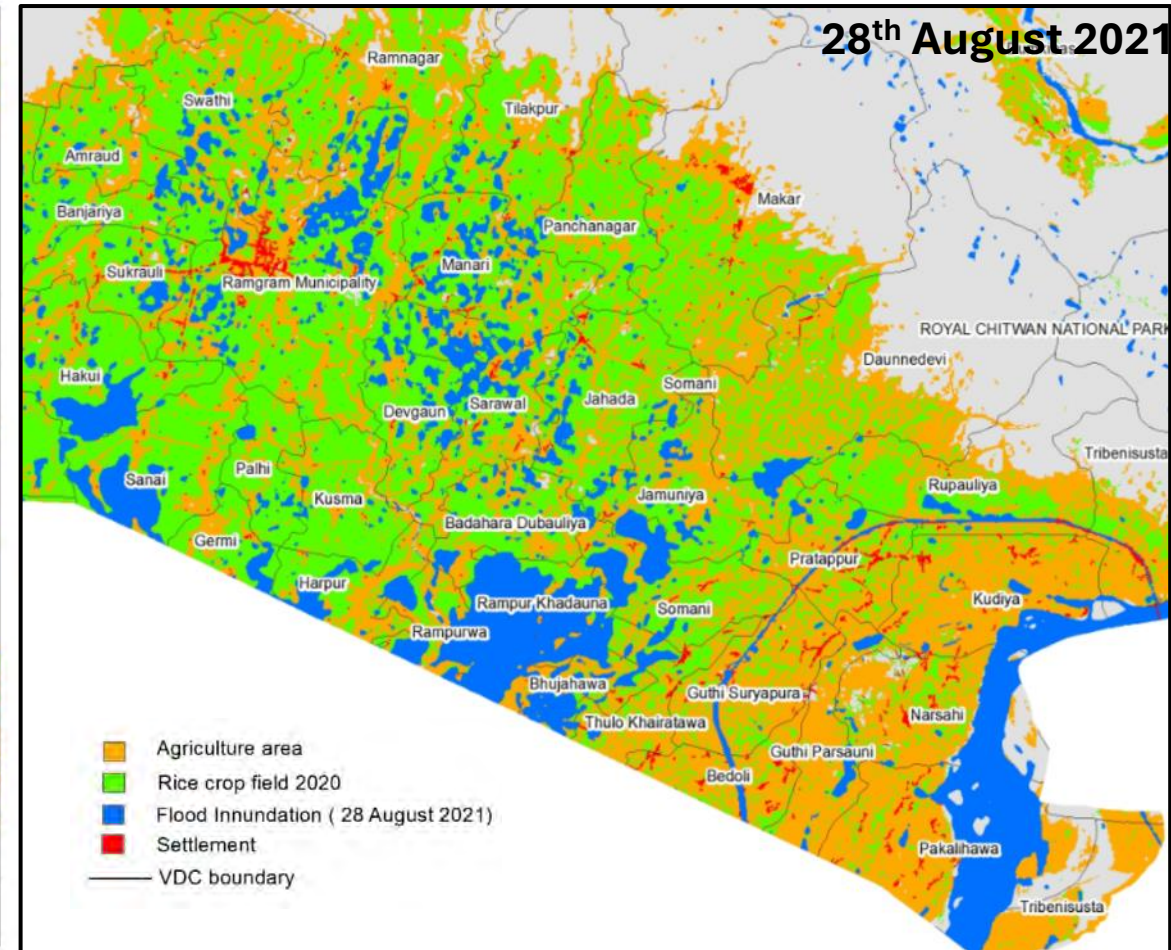 28th August 2021
Ramnagar
Swathi
Tilakpur
Amraud
Makar
Banjariya
Panchanagar
Manari
Sukrauli
Ramgram Municipality
ROYAL CHITWAN NATIONAL PARK
Daunnedevi
Hakui
Somani
Jahada
Sarawal
Devgaun
Tribenisusta
Palhi
Sanai
Rupauliya
Jamuniya
Kusma
Badahara Dubauliya
Germi
Pratappur
Harpur
Kudiya
Rampur Khadauna
Somani
Rampurwa
Bhujahawa
Guthi Suryapura
Narsahi
Thulo Khairatawa
Guthi Parsauni
Bedoli
Pakalihawa
Tribenisusta
Agriculture area
Rice crop field 2020
Flood Innundation ( 28 August 2021)
Settlement
VDC boundary